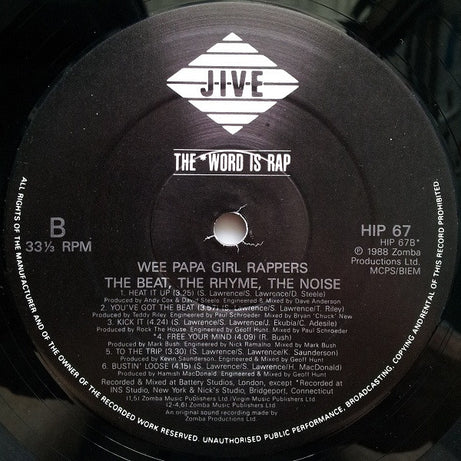 J-I-V-E
THE *WORD IS RAP
B
33⅓ RPM
HIP 67
HIP 67B*
℗ 1988 Zomba
Productions Ltd.
MCPS/BIEM
WEE PAPA GIRL RAPPERS
THE BEAT, THE RHYME, THE NOISE
1. HEAT IT UP (3.25) (S. Lawrence/S. Lawrence/D. Steele)
Produced by Andy Cox & David Steele Engineered & Mixed by Dave Anderson
2. YOU'VE GOT THE BEAT (3.57) (S. Lawrence/S. Lawrence/T. Riley)
Produced by Teddy Riley Engineered by Paul Schroeder Mixed by Bryan 'Chuck' New
3. KICK IT (4.24) (S. Lawrence/S. Lawrence/J. Ekubia/C. Adesile)
Produced by Rock The House Engineered by Geoff Hunt Mixed by Paul Schroeder
*4. FREE YOUR MIND (4.09) (R. Bush)
Produced by Mark Bush Engineered by Nick Ramalho Mixed by Mark Bush
5. TO THE TRIP (3.30) (S. Lawrence/S. Lawrence/K. Saunderson)
Produced by Kevin Saunderson Engineered & Mixed by Geoff Hunt
6. BUSTIN' LOOSE (4.15) (S. Lawrence/S. Lawrence/H. MacDonald)
Produced by Hamish MacDonald Engineered & Mixed by Geoff Hunt
Recorded & Mixed at Battery Studios, London, except *Recorded at
INS Studio, New York & Nick's Studio, Bridgeport, Connecticut
(1,5) Zomba Music Publishers Ltd./Virgin Music Publishers Ltd.
(2-4,6) Zomba Music Publishers Ltd.
An original sound recording made by
Zomba Productions Ltd.
ALL RIGHTS OF THE MANUFACTURER AND OF THE OWNER OF THE RECORDED WORK RESERVED. UNAUTHORISED PUBLIC PERFORMANCE, BROADCASTING, COPYING AND RENTAL OF THIS RECORD PROHIBITED.